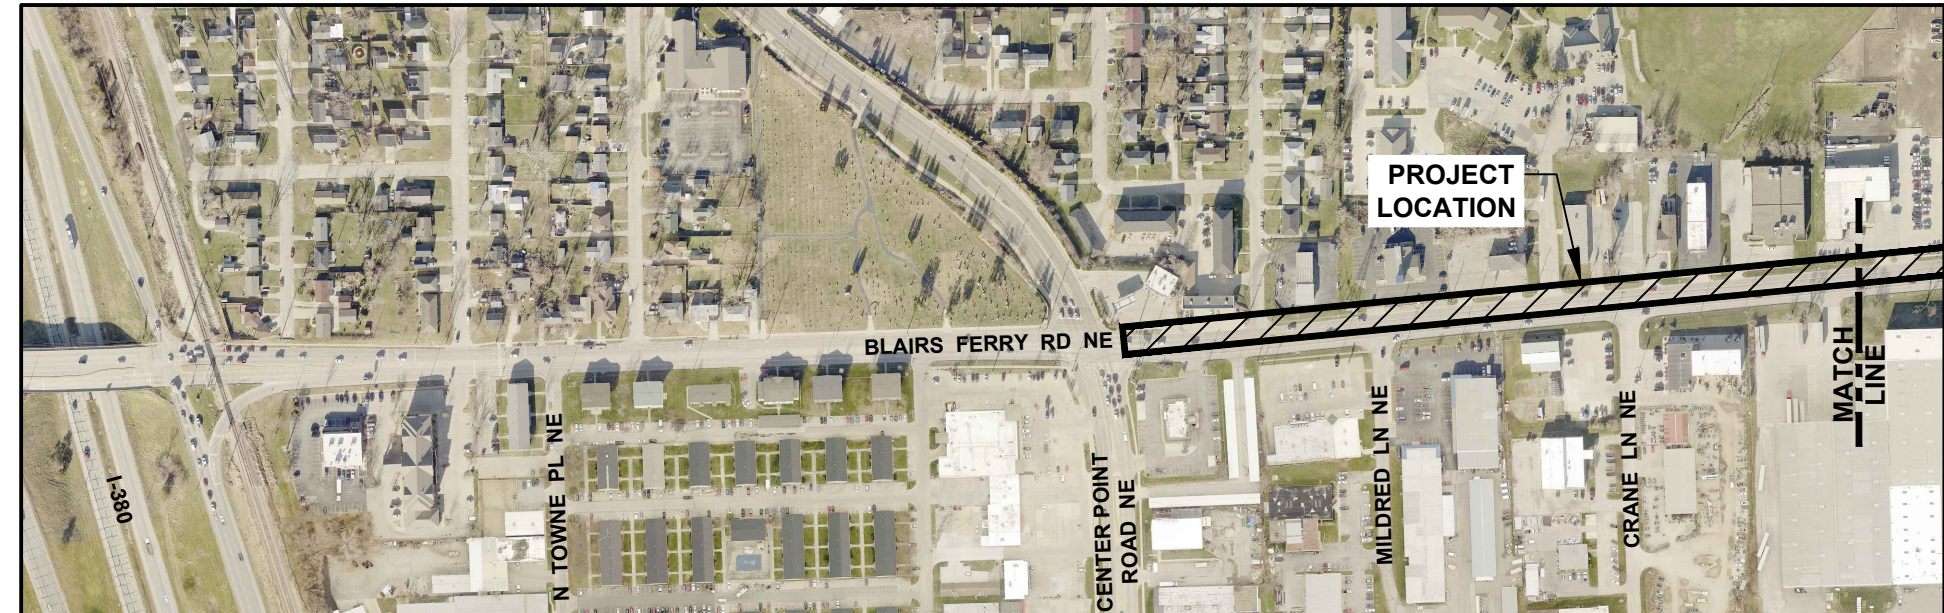 PROJECT
LOCATION
BLAIRS FERRY RD NE
MATCH
LINE
I-380
N TOWNE PL NE
CENTER POINT
ROAD NE
MILDRED LN NE
CRANE LN NE